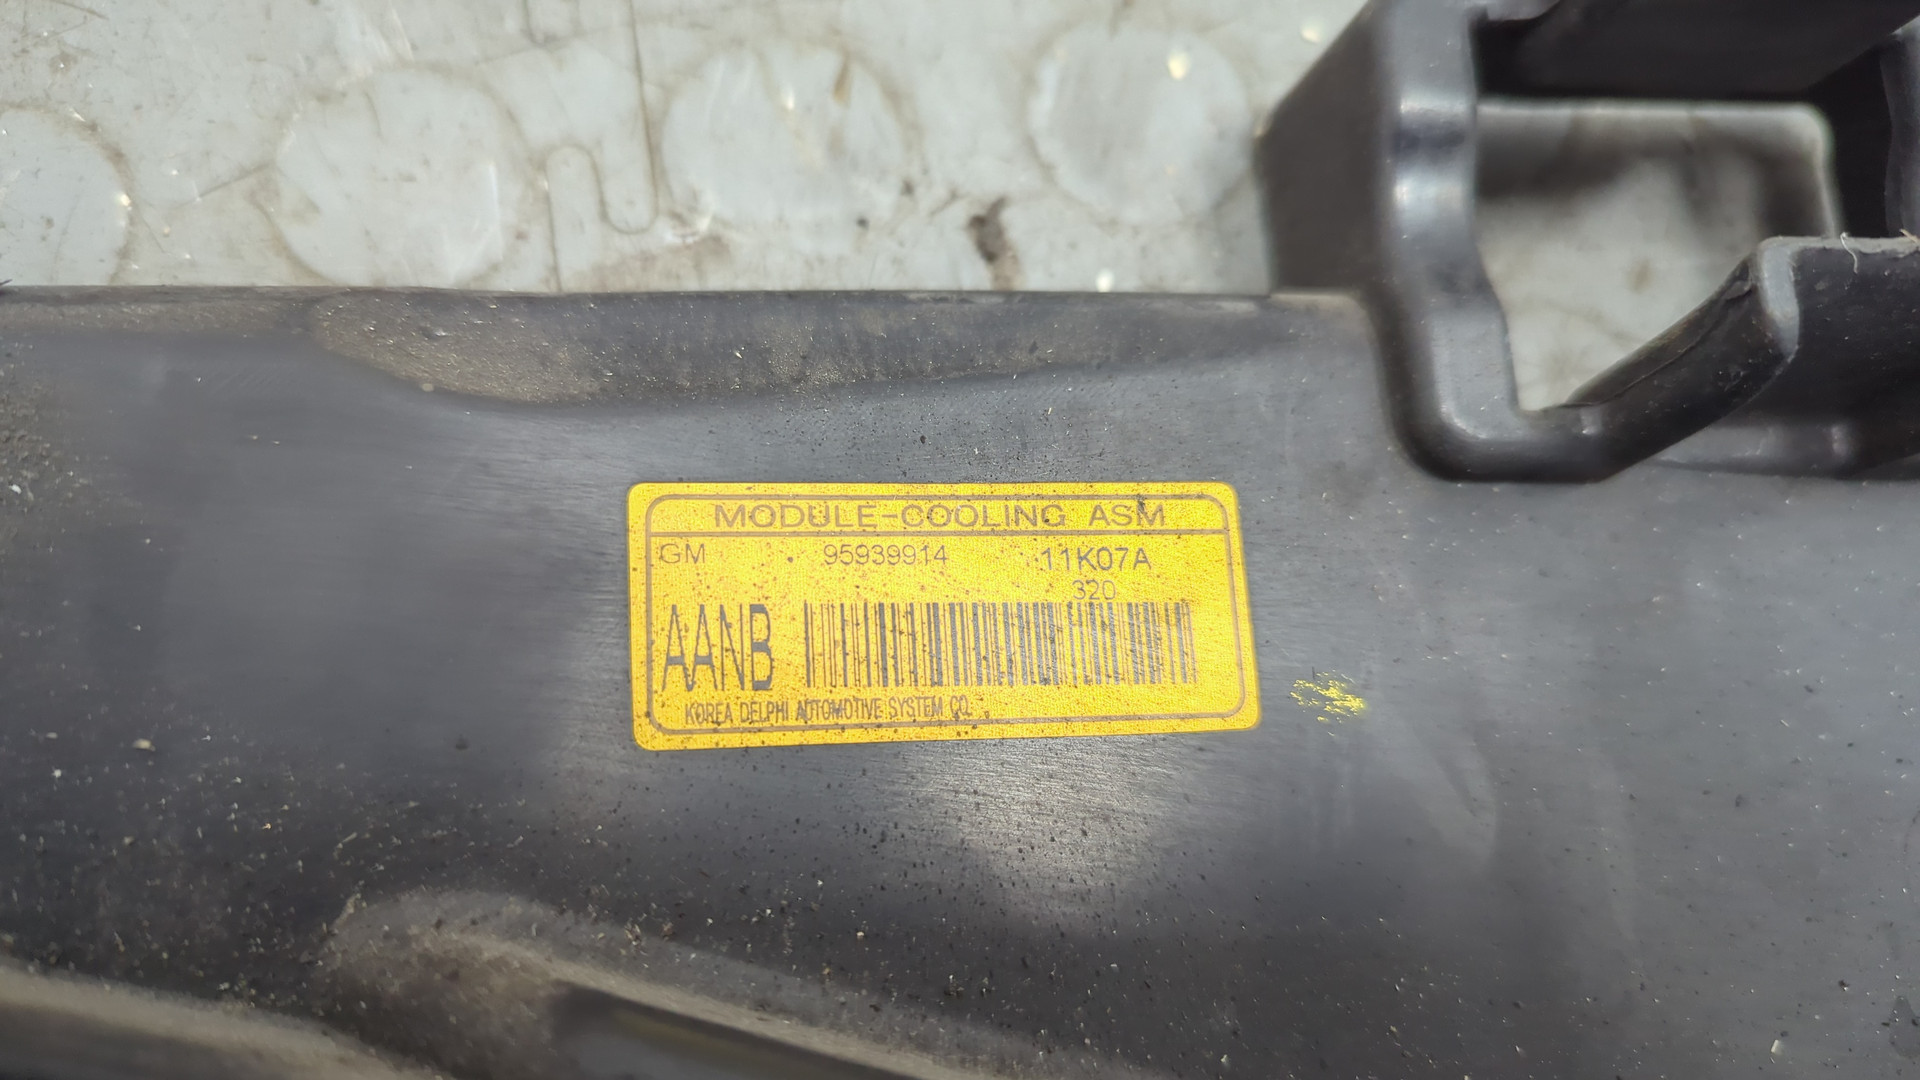 MODULE-COOLING ASM
GM 95939914 11K07A
320
AANB
KOREA DELPHI AUTOMOTIVE SYSTEM CO.